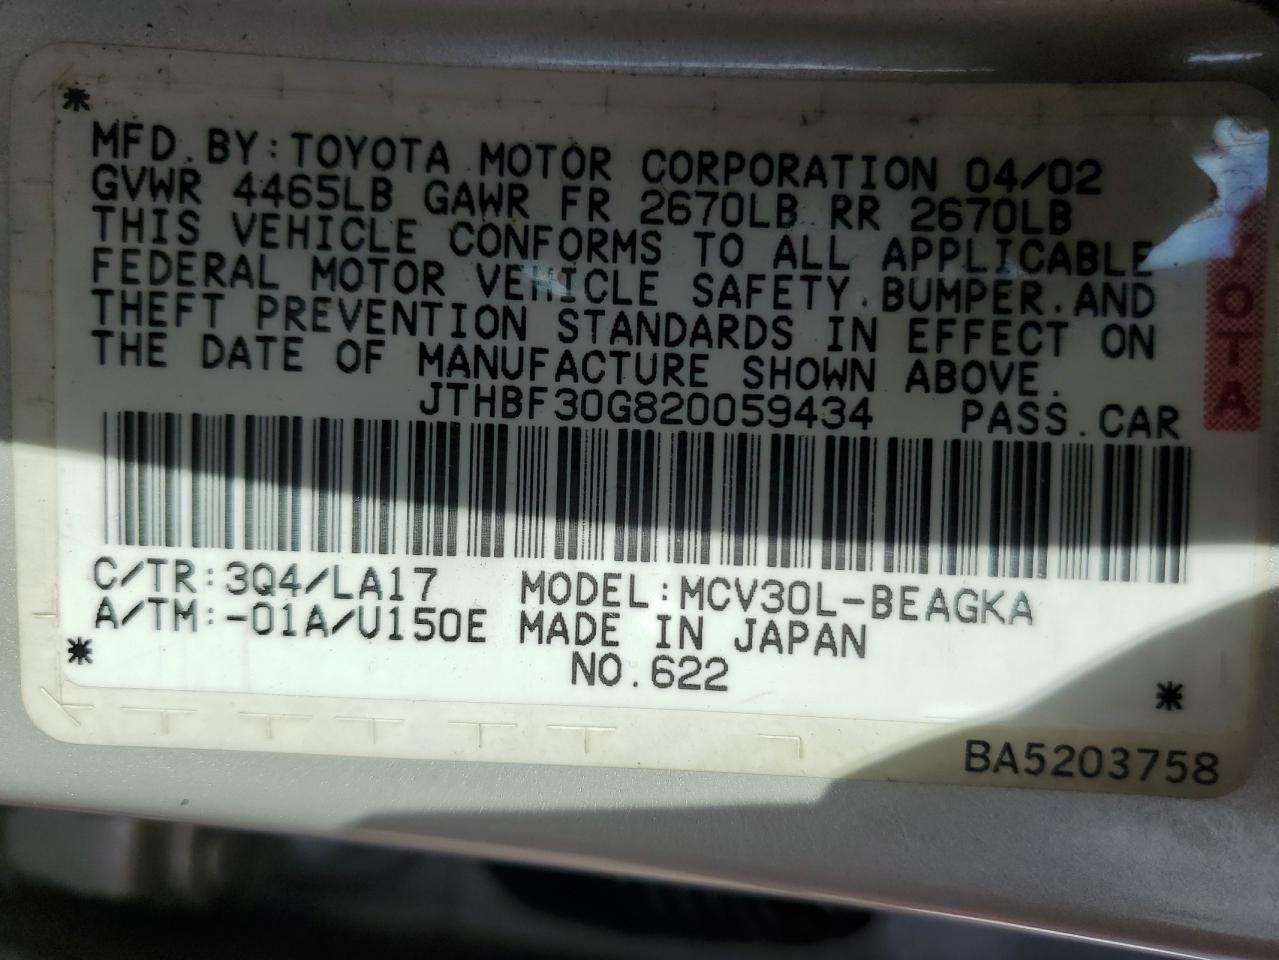 MFD. BY: TOYOTA MOTOR CORPORATION 04/02
GVWR 4465LB GAWR FR 2670LB RR 2670LB
THIS VEHICLE CONFORMS TO ALL APPLICABLE
FEDERAL MOTOR VEHICLE SAFETY, BUMPER, AND
THEFT PREVENTION STANDARDS IN EFFECT ON
THE DATE OF MANUFACTURE SHOWN ABOVE.
JTHBF30G820059434 PASS. CAR
C/TR: 3Q4/LA17 MODEL: MCV30L-BEAGKA
A/TM: -01A/U150E MADE IN JAPAN
NO. 622
BA5203758